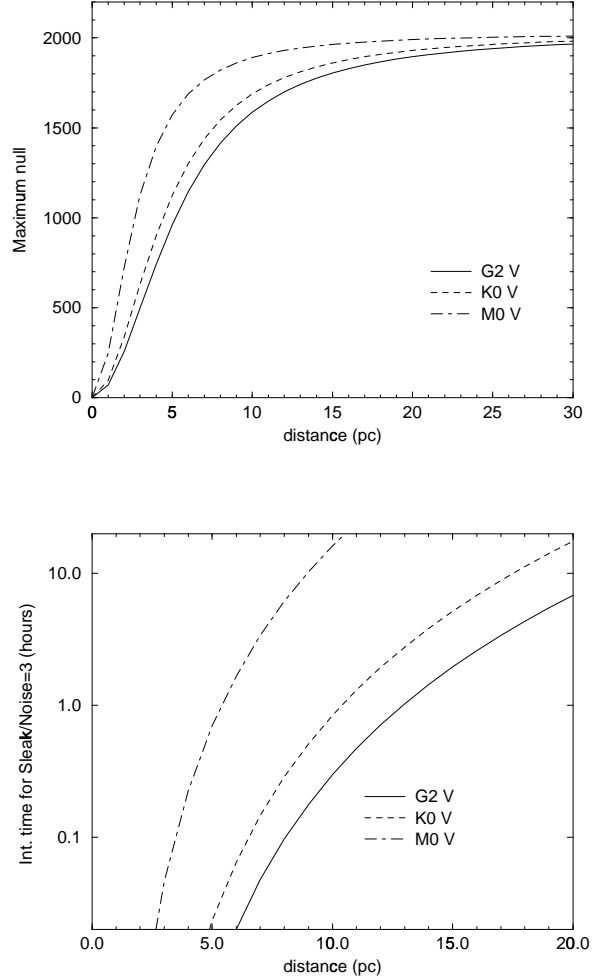 2000
1500
1000
500
0
Maximum null
G2 V
K0 V
M0 V
0 5 10 15 20 25 30
distance (pc)
10.0
1.0
0.1
Int. time for Sleak/Noise=3 (hours)
G2 V
K0 V
M0 V
0.0 5.0 10.0 15.0 20.0
distance (pc)